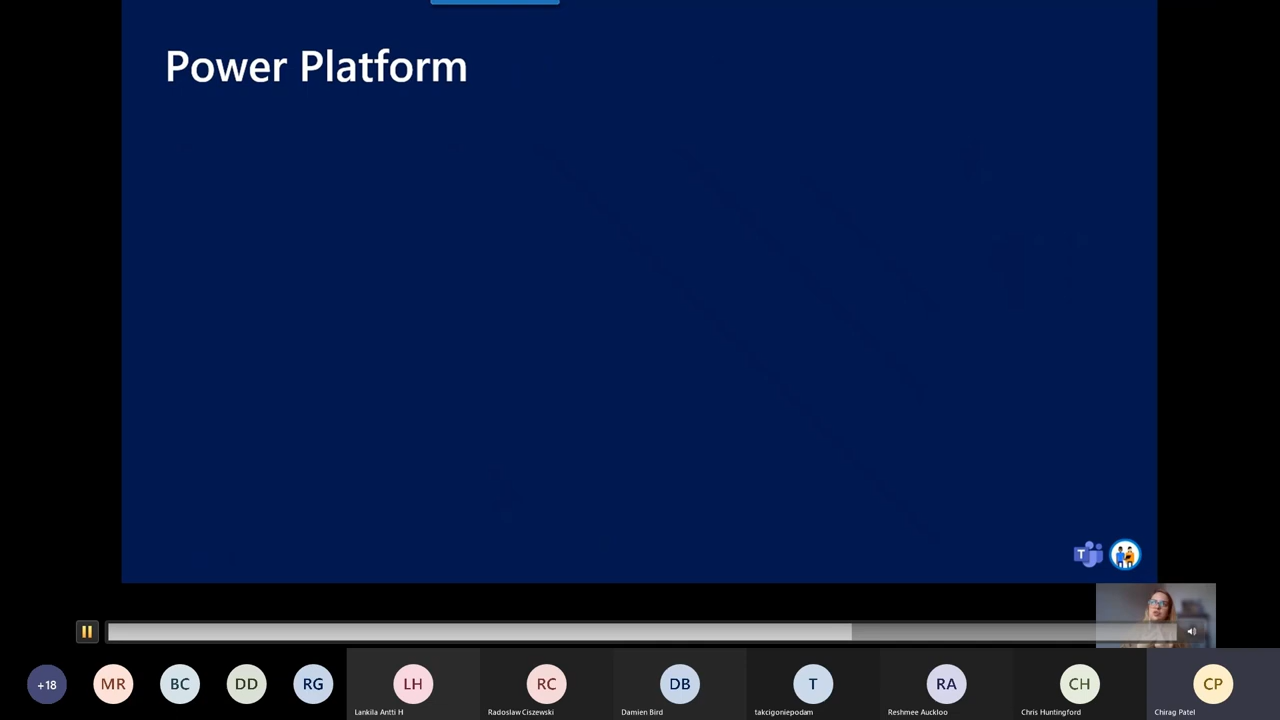 Power Platform
T
+18
MR
BC
DD
RG
LH
RC
DB
T
RA
CH
CP
Lankila Antti H
Radoslaw Ciszewski
Damien Bird
takcigoniepodam
Reshmee Auckloo
Chris Huntingford
Chirag Patel